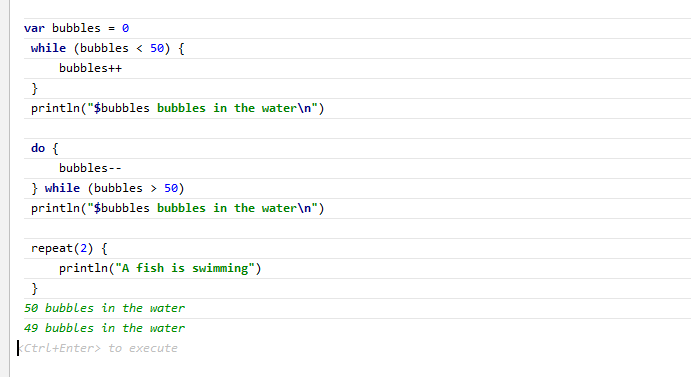 var bubbles = 0
while (bubbles < 50) {
bubbles++
}
println("$bubbles bubbles in the water\n")
do {
bubbles--
} while (bubbles > 50)
println("$bubbles bubbles in the water\n")
repeat(2) {
println("A fish is swimming")
}
50 bubbles in the water
49 bubbles in the water
<Ctrl+Enter> to execute